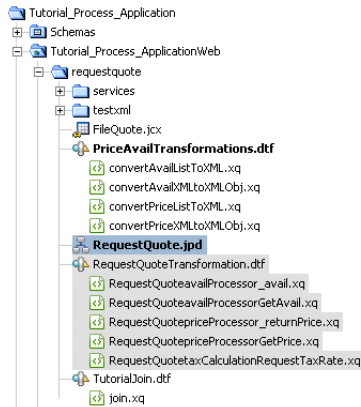 Tutorial_Process_Application
Schemas
Tutorial_Process_ApplicationWeb
requestquote
services
testxml
FileQuote.jcx
PriceAvailTransformations.dtf
convertAvailListToXML.xq
convertAvailXMLtoXMLObj.xq
convertPriceListToXML.xq
convertPriceXMLtoXMLObj.xq
RequestQuote.jpd
RequestQuoteTransformation.dtf
RequestQuoteavailProcessor_avail.xq
RequestQuoteavailProcessorGetAvail.xq
RequestQuotepriceProcessor_returnPrice.xq
RequestQuotepriceProcessorGetPrice.xq
RequestQuotetaxCalculationRequestTaxRate.xq
TutorialJoin.dtf
join.xq